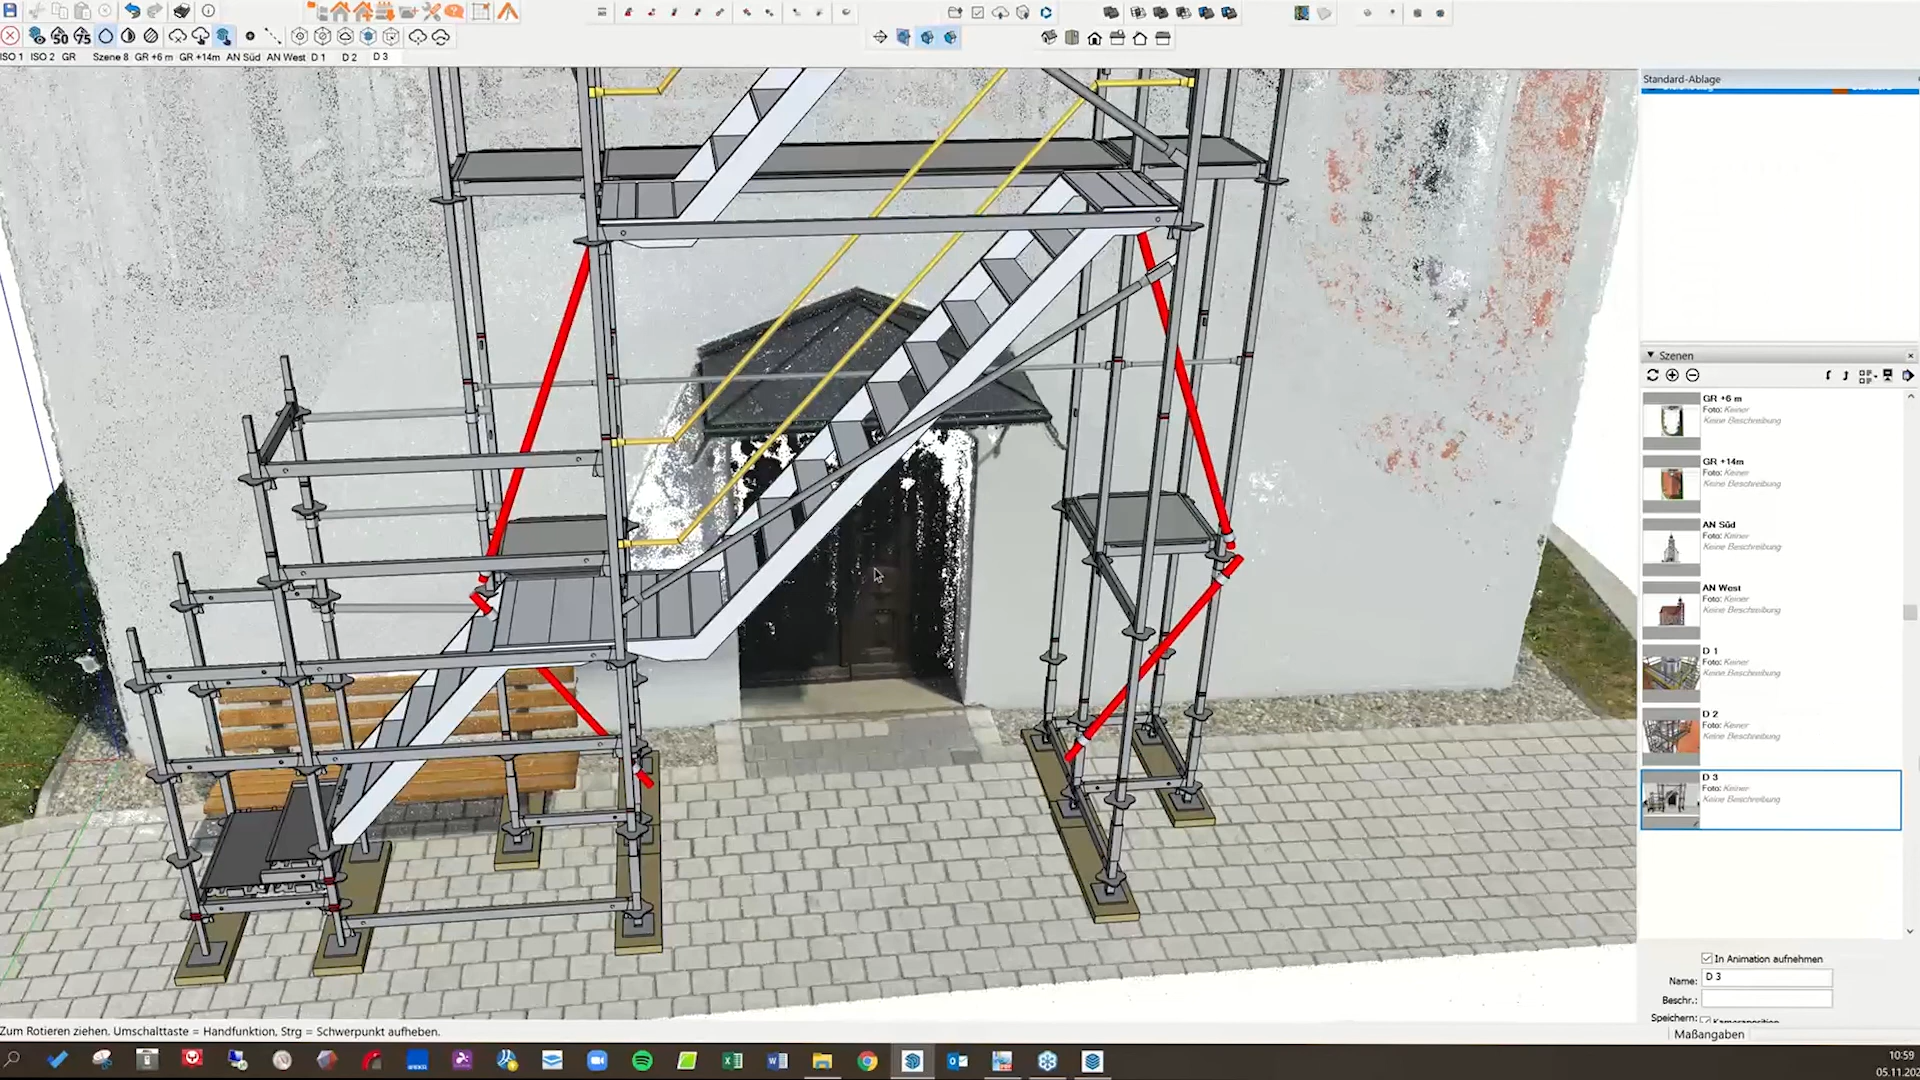 50
75
ISO 1 ISO 2 GR Szene 8 GR +6 m GR +14m AN Süd AN West D 1 D 2 D 3
Standard-Ablage
Szenen
GR +6 m
Foto: Keiner
Keine Beschreibung
GR +14m
Foto: Keiner
Keine Beschreibung
AN Süd
Foto: Keiner
Keine Beschreibung
AN West
Foto: Keiner
Keine Beschreibung
D 1
Foto: Keiner
Keine Beschreibung
D 2
Foto: Keiner
Keine Beschreibung
D 3
Foto: Keiner
Keine Beschreibung
In Animation aufnehmen
Name: D 3
Beschr.:
Speichern: Kameraposition
Zum Rotieren ziehen. Umschalttaste = Handfunktion, Strg = Schwerpunkt aufheben.
Maßangaben
10:59
05.11.202